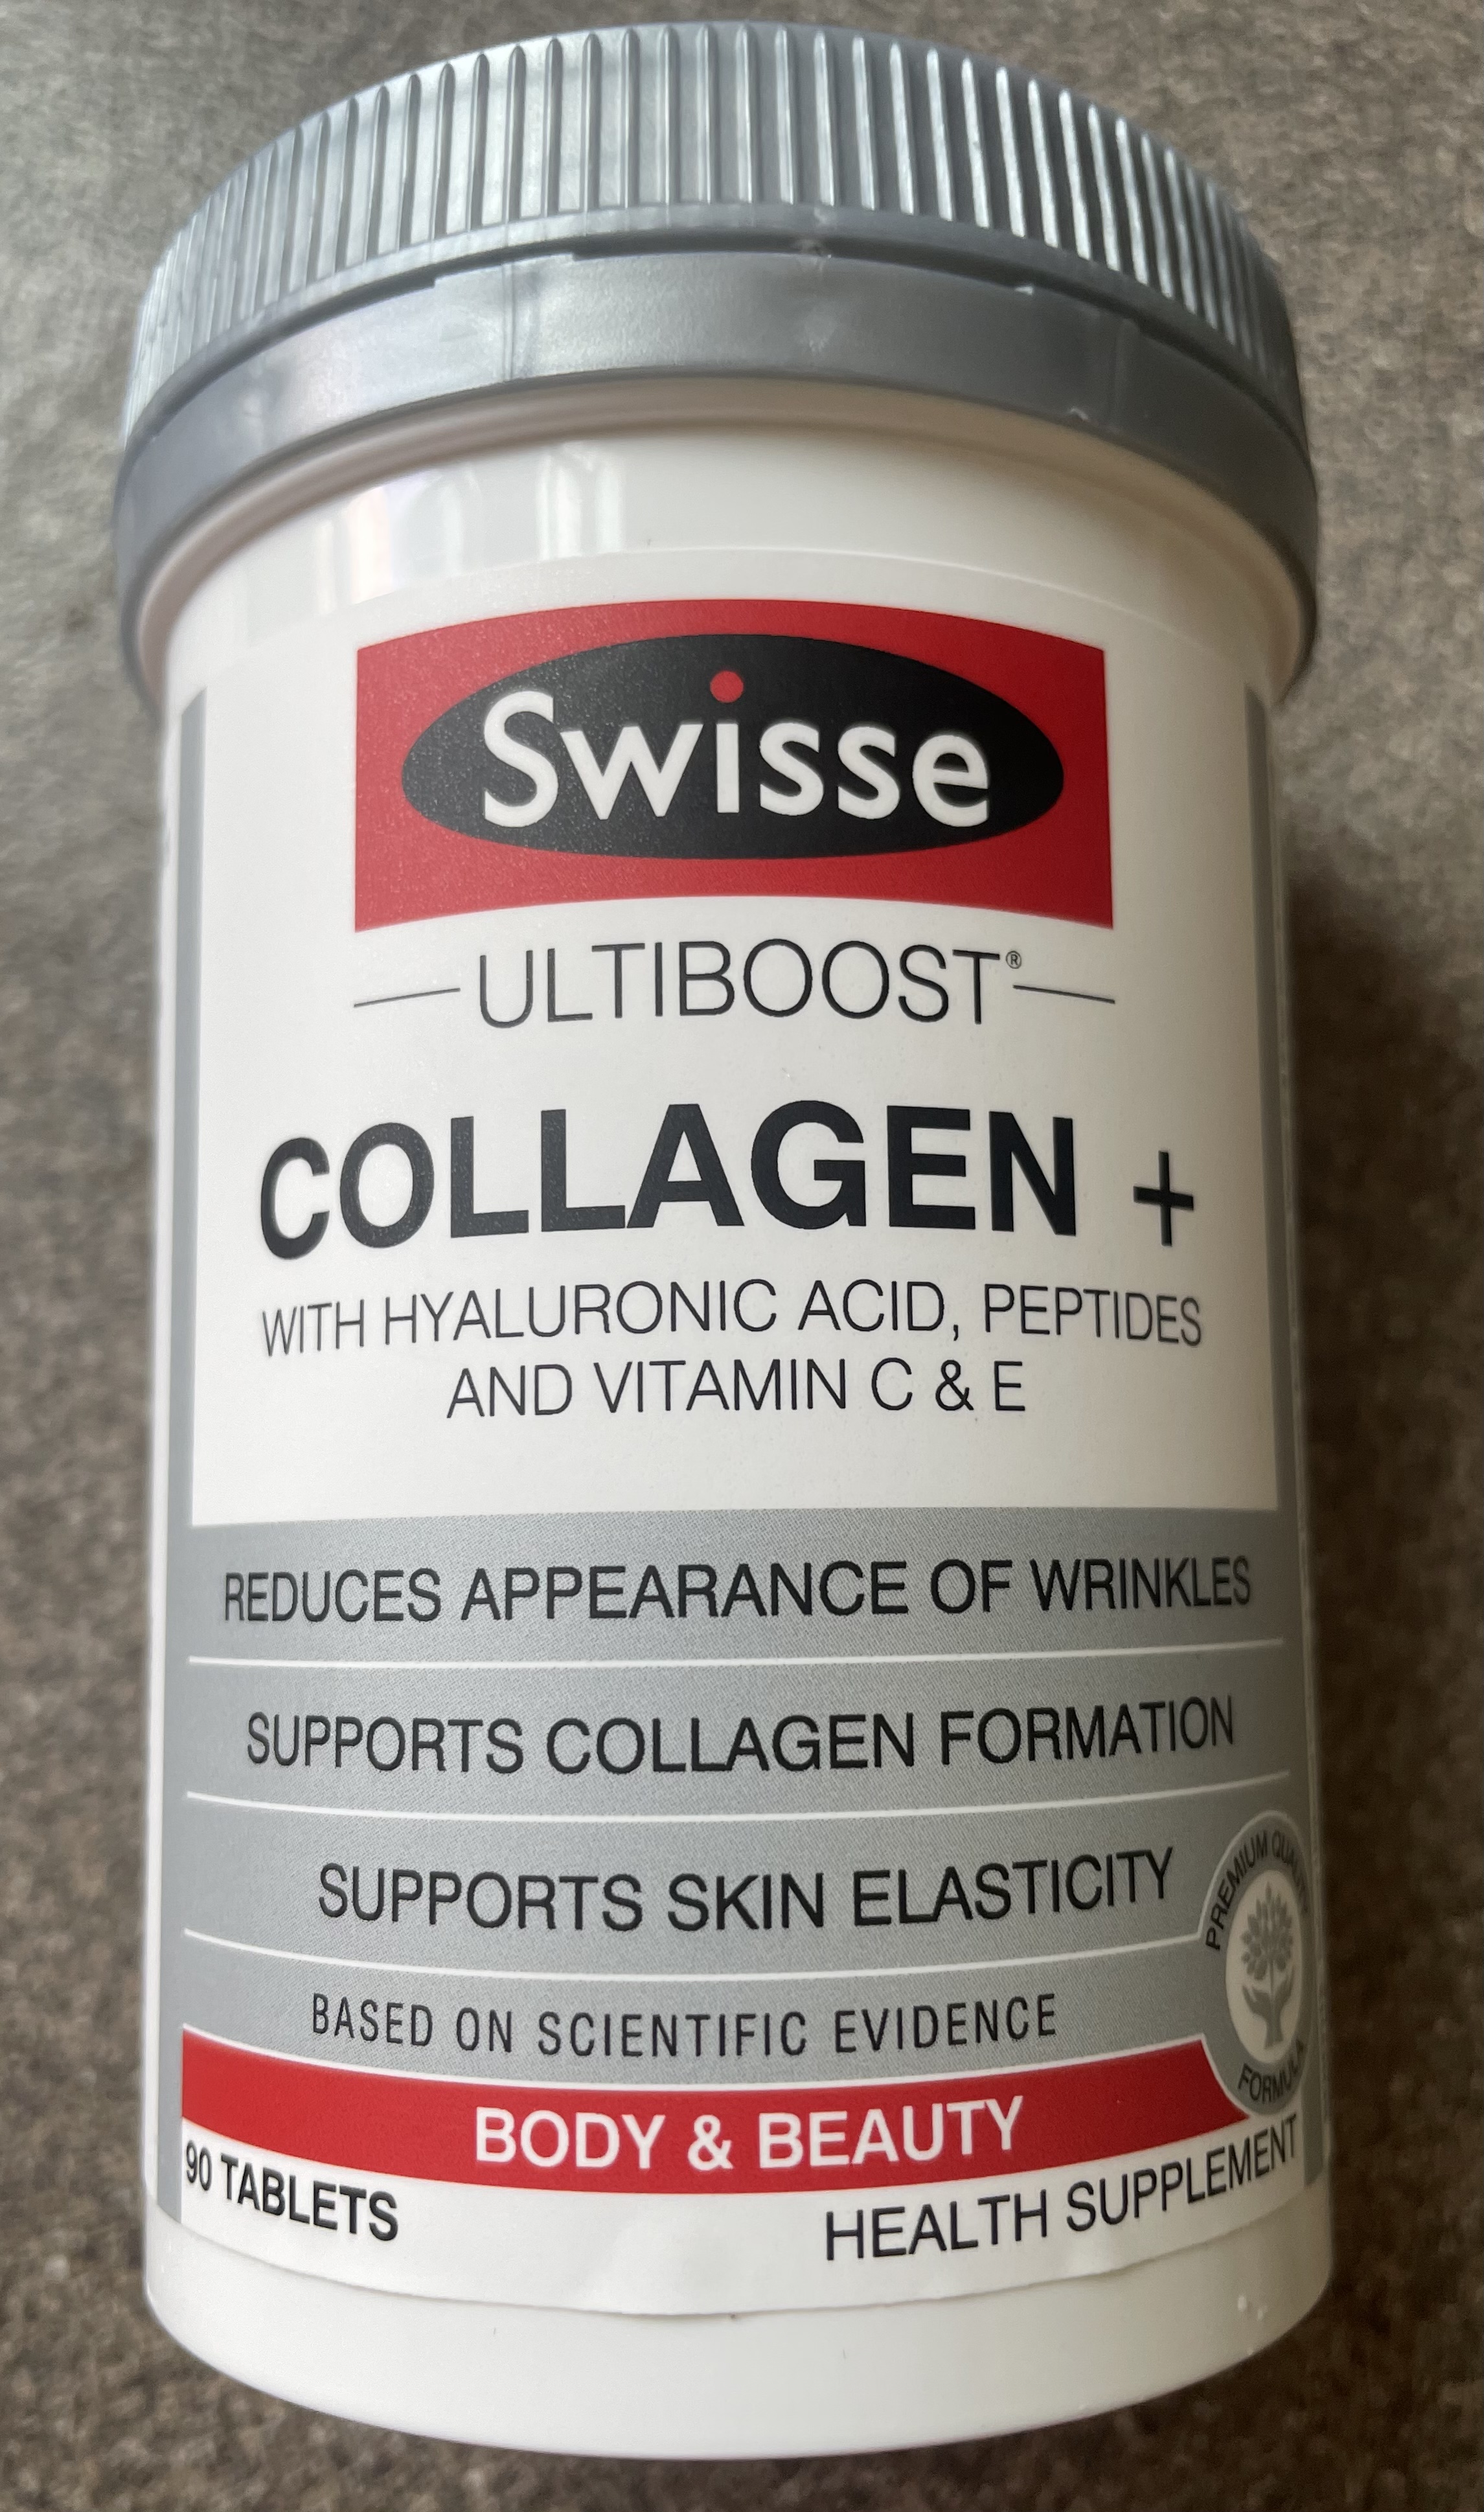 Swisse
ULTIBOOST®
COLLAGEN +
WITH HYALURONIC ACID, PEPTIDES
AND VITAMIN C & E
REDUCES APPEARANCE OF WRINKLES
SUPPORTS COLLAGEN FORMATION
SUPPORTS SKIN ELASTICITY
PREMIUM QUALITY
FORMULA
BASED ON SCIENTIFIC EVIDENCE
BODY & BEAUTY
90 TABLETS
HEALTH SUPPLEMENT